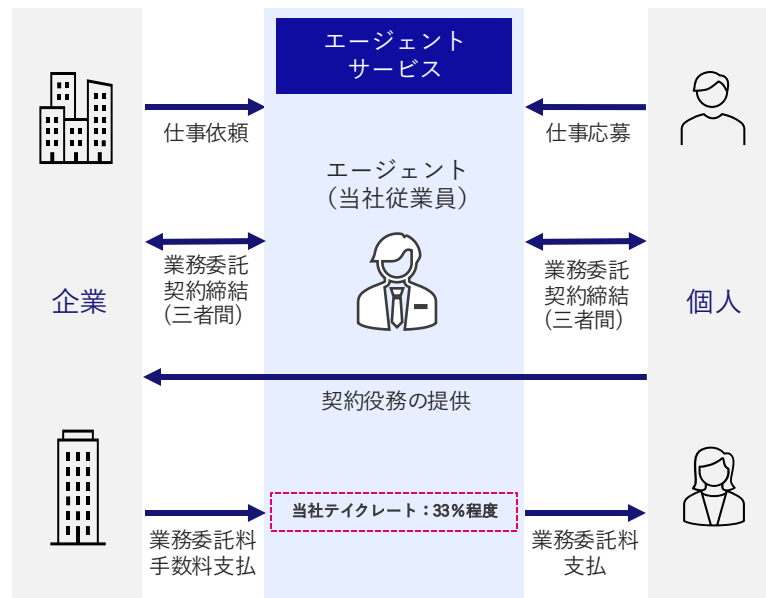 エージェント
サービス
仕事依頼
仕事応募
エージェント
（当社従業員）
企業
業務委託
契約締結
(三者間)
業務委託
契約締結
(三者間)
個人
契約役務の提供
当社テイクレート：33％程度
業務委託料
手数料支払
業務委託料
支払